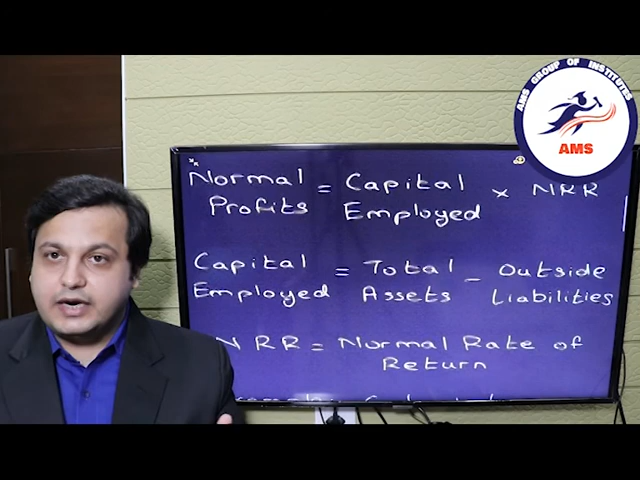 AMS GROUP OF INSTITUTES
AMS
Normal = Capital × NRR
Profits Employed
Capital = Total - Outside
Employed Assets Liabilities
NRR = Normal Rate of
Return